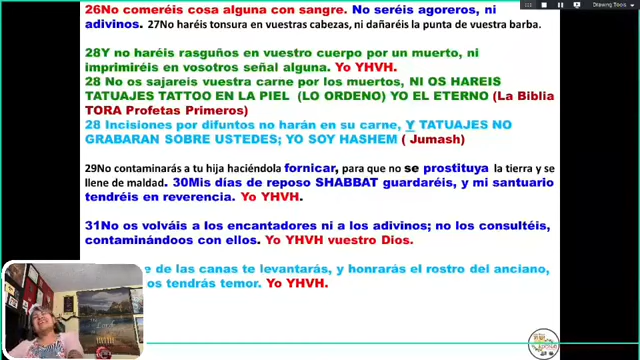 26No comeréis cosa alguna con sangre. No seréis agoreros, ni
adivinos. 27No haréis tonsura en vuestras cabezas, ni dañaréis la punta de vuestra barba.
28Y no haréis rasguños en vuestro cuerpo por un muerto, ni
imprimiréis en vosotros señal alguna. Yo YHVH.
28 No os sajareis vuestra carne por los muertos, NI OS HAREIS
TATUAJES TATTOO EN LA PIEL (LO ORDENO) YO EL ETERNO (La Biblia
TORA Profetas Primeros)
28 Incisiones por difuntos no harán en su carne, Y TATUAJES NO
GRABARAN SOBRE USTEDES; YO SOY HASHEM ( Jumash)
29No contaminarás a tu hija haciéndola fornicar, para que no se prostituya la tierra y se
llene de maldad. 30Mis días de reposo SHABBAT guardaréis, y mi santuario
tendréis en reverencia. Yo YHVH.
31No os volváis a los encantadores ni a los adivinos; no los consultéis,
contaminándoos con ellos. Yo YHVH vuestro Dios.
de las canas te levantarás, y honrarás el rostro del anciano,
tendrás temor. Yo YHVH.
Drawing Tools